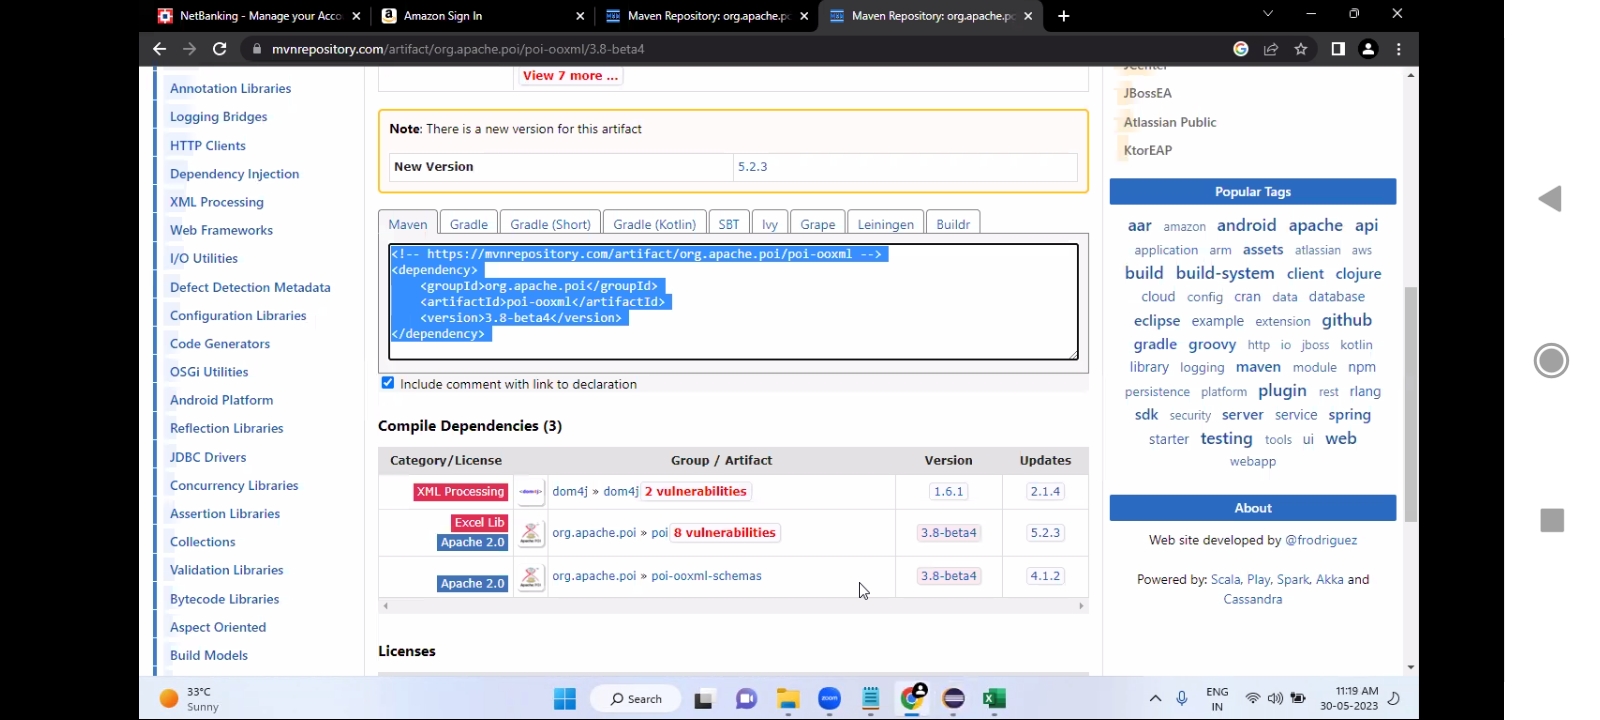 NetBanking - Manage your Acco
Amazon Sign In
Maven Repository: org.apache.po
Maven Repository: org.apache.po
mvnrepository.com/artifact/org.apache.poi/poi-ooxml/3.8-beta4
Annotation Libraries
Logging Bridges
HTTP Clients
Dependency Injection
XML Processing
Web Frameworks
I/O Utilities
Defect Detection Metadata
Configuration Libraries
Code Generators
OSGi Utilities
Android Platform
Reflection Libraries
JDBC Drivers
Concurrency Libraries
Assertion Libraries
Collections
Validation Libraries
Bytecode Libraries
Aspect Oriented
Build Models
View 7 more ...
Note: There is a new version for this artifact
New Version 5.2.3
Maven Gradle Gradle (Short) Gradle (Kotlin) SBT Ivy Grape Leiningen Buildr
<!-- https://mvnrepository.com/artifact/org.apache.poi/poi-ooxml -->
<dependency>
<groupId>org.apache.poi</groupId>
<artifactId>poi-ooxml</artifactId>
<version>3.8-beta4</version>
</dependency>
Include comment with link to declaration
Compile Dependencies (3)
Category/License Group / Artifact Version Updates
XML Processing dom4j » dom4j 2 vulnerabilities 1.6.1 2.1.4
Excel Lib
Apache 2.0 org.apache.poi » poi 8 vulnerabilities 3.8-beta4 5.2.3
Apache 2.0 org.apache.poi » poi-ooxml-schemas 3.8-beta4 4.1.2
Licenses
JCenter
JBossEA
Atlassian Public
KtorEAP
Popular Tags
aar amazon android apache api
application arm assets atlassian aws
build build-system client clojure
cloud config cran data database
eclipse example extension github
gradle groovy http io jboss kotlin
library logging maven module npm
persistence platform plugin rest rlang
sdk security server service spring
starter testing tools ui web
webapp
About
Web site developed by @frodriguez
Powered by: Scala, Play, Spark, Akka and
Cassandra
33°C
Sunny
Search
zoom
ENG
IN
11:19 AM
30-05-2023